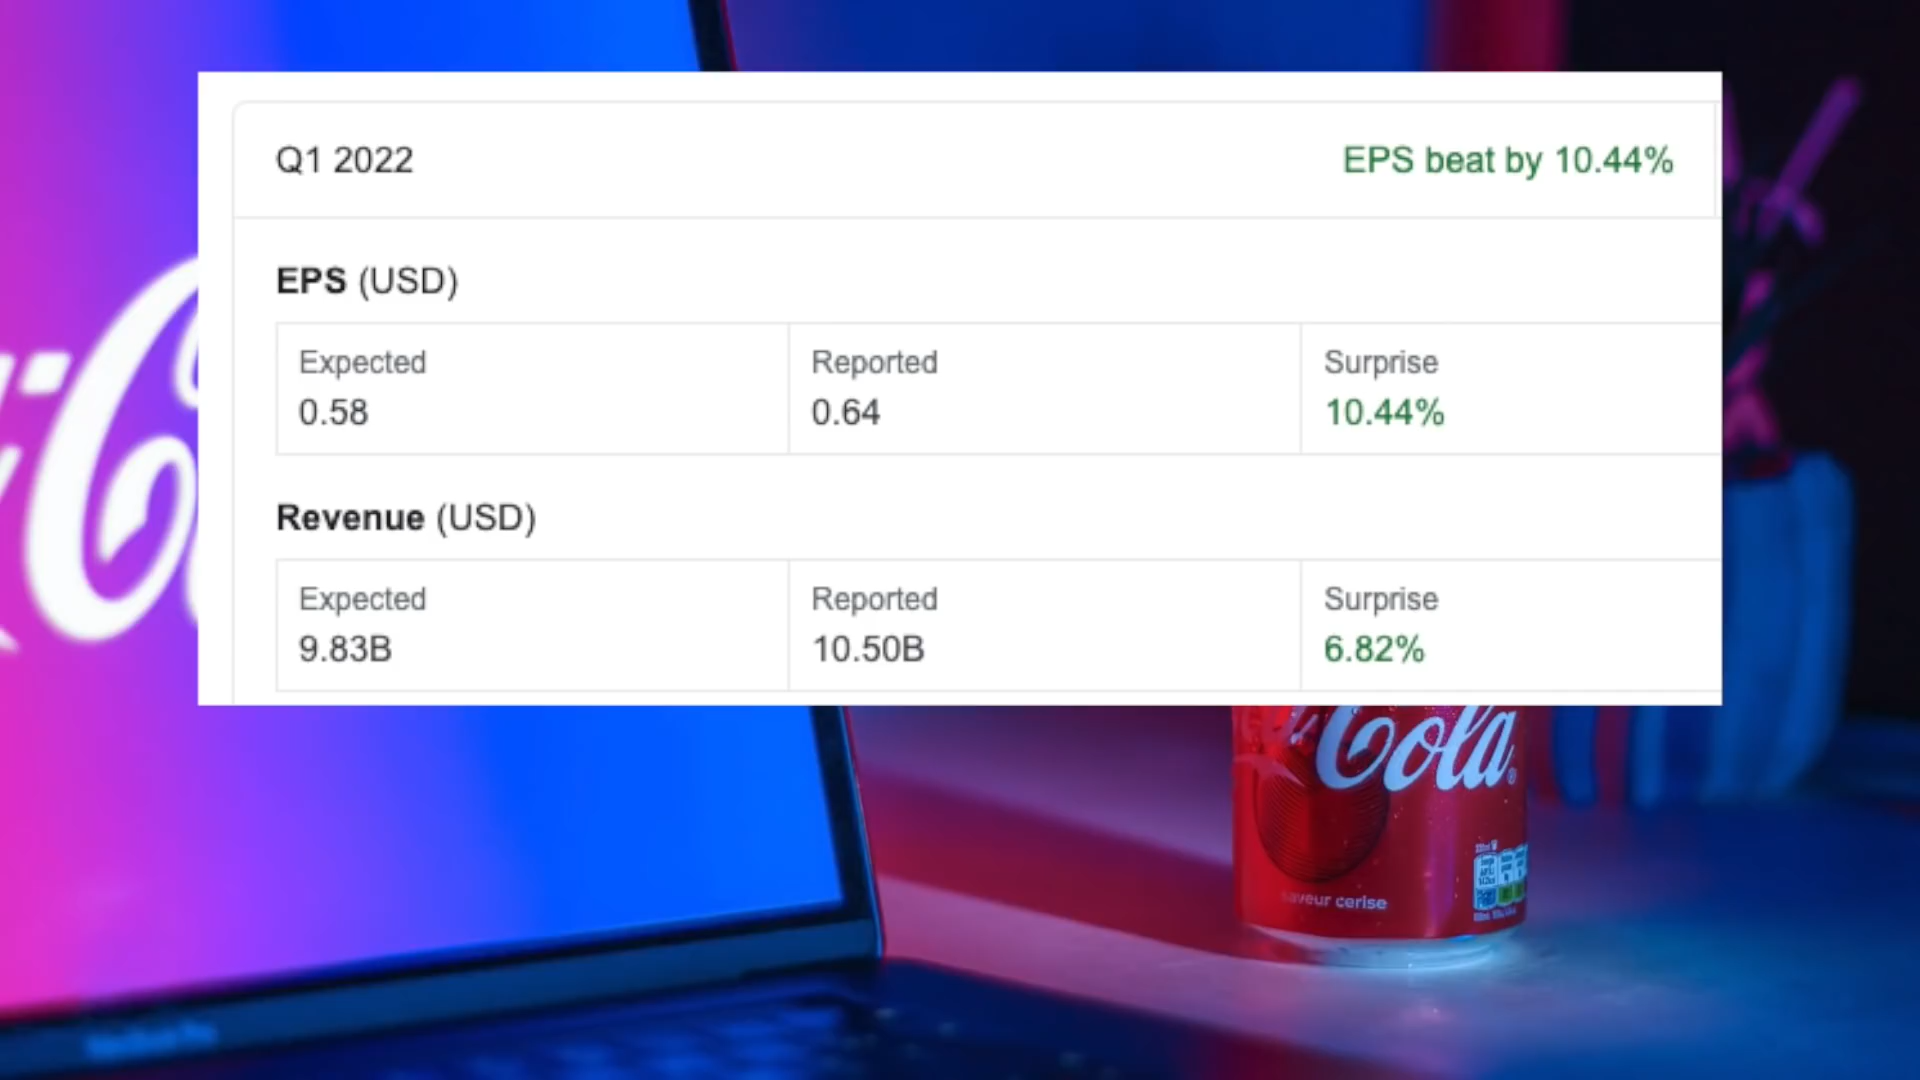 Q1 2022 EPS beat by 10.44%
EPS (USD)
Expected Reported Surprise
0.58 0.64 10.44%
Revenue (USD)
Expected Reported Surprise
9.83B 10.50B 6.82%
Cola
cerise